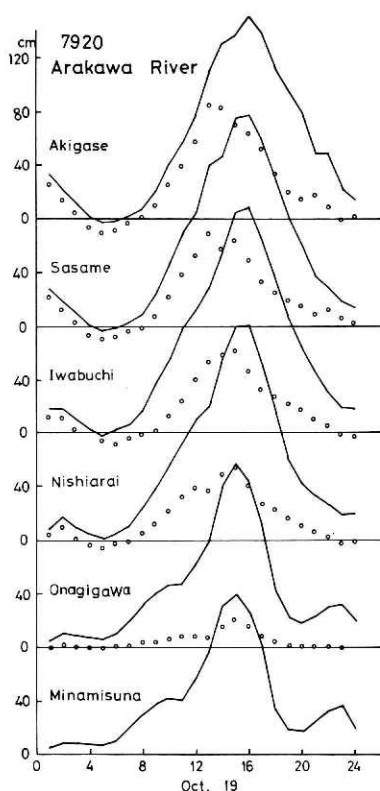 cm 7920
Arakawa River
120
80
Akigase
40
0
Sasame
40
0
Iwabuchi
40
0
Nishiarai
40
0
Onagigawa
40
0
Minamisuna
40
0
0 4 8 12 16 20 24
Oct. 19